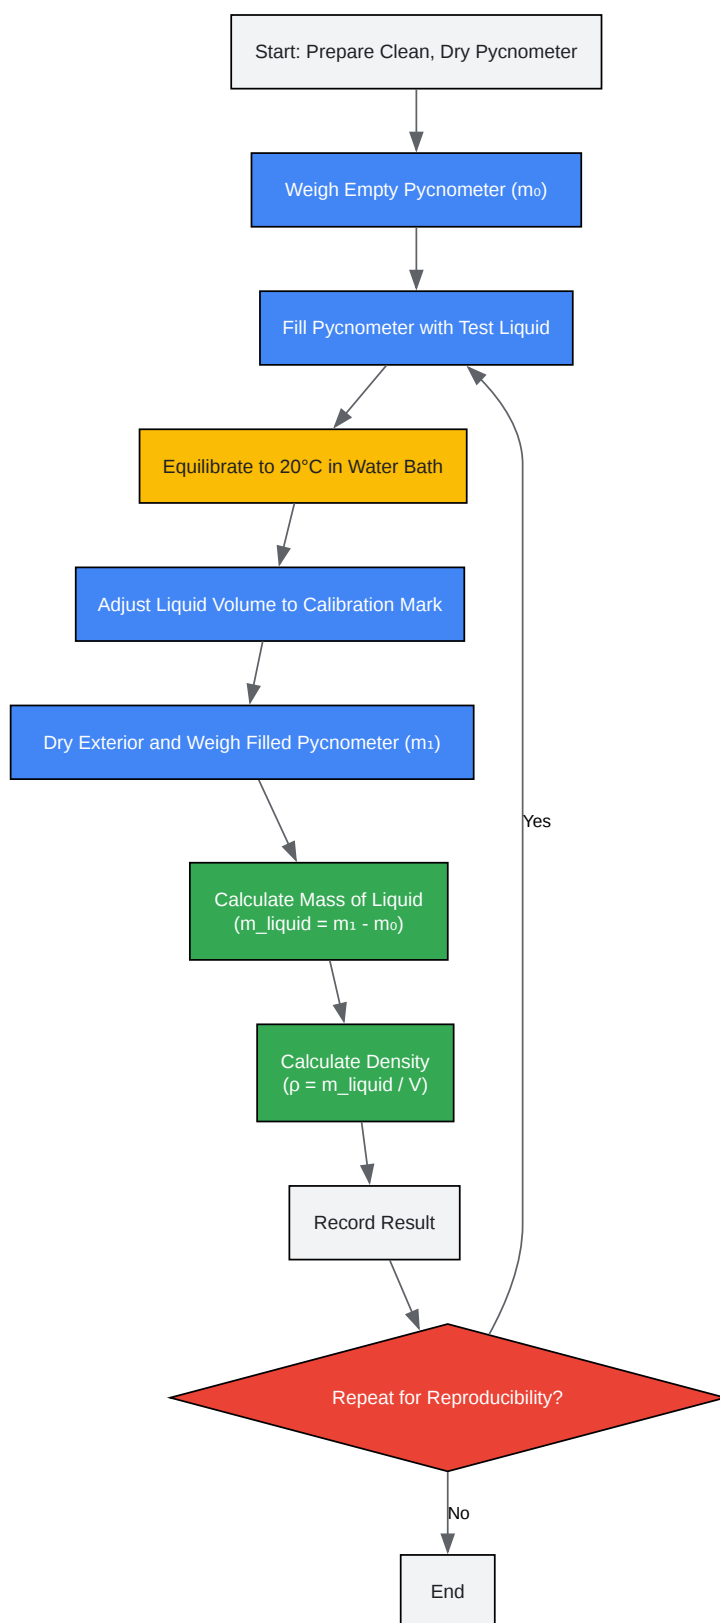 Start: Prepare Clean, Dry Pycnometer
Weigh Empty Pycnometer (m₀)
Fill Pycnometer with Test Liquid
Equilibrate to 20°C in Water Bath
Adjust Liquid Volume to Calibration Mark
Dry Exterior and Weigh Filled Pycnometer (m₁)
Yes
Calculate Mass of Liquid
(m_liquid = m₁ - m₀)
Calculate Density
(ρ = m_liquid / V)
Record Result
Repeat for Reproducibility?
No
End